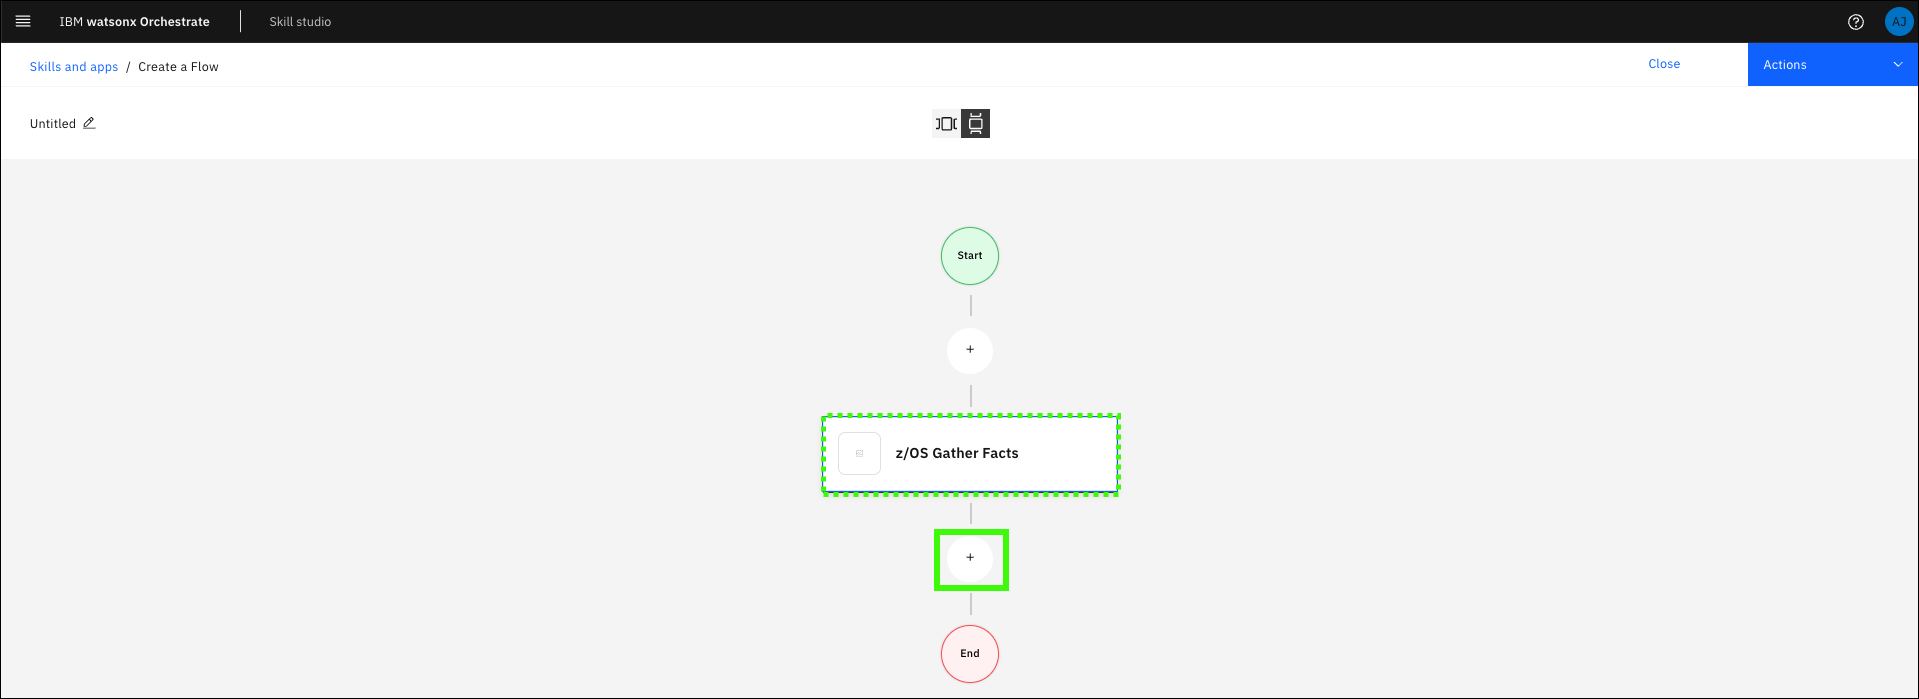 IBM watsonx Orchestrate Skill studio AJ
Skills and apps / Create a Flow Close Actions
Untitled
Start
+
z/OS Gather Facts
+
End